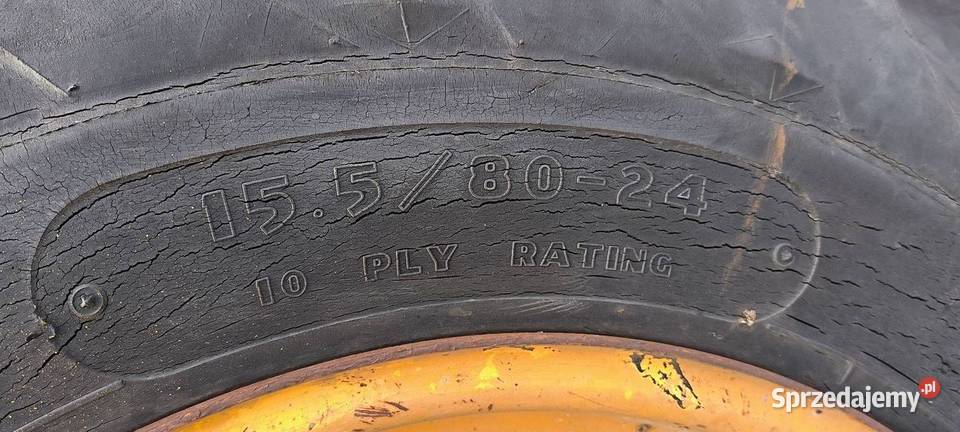 15.5/80-24
10 PLY RATING
Sprzedajemy.pl